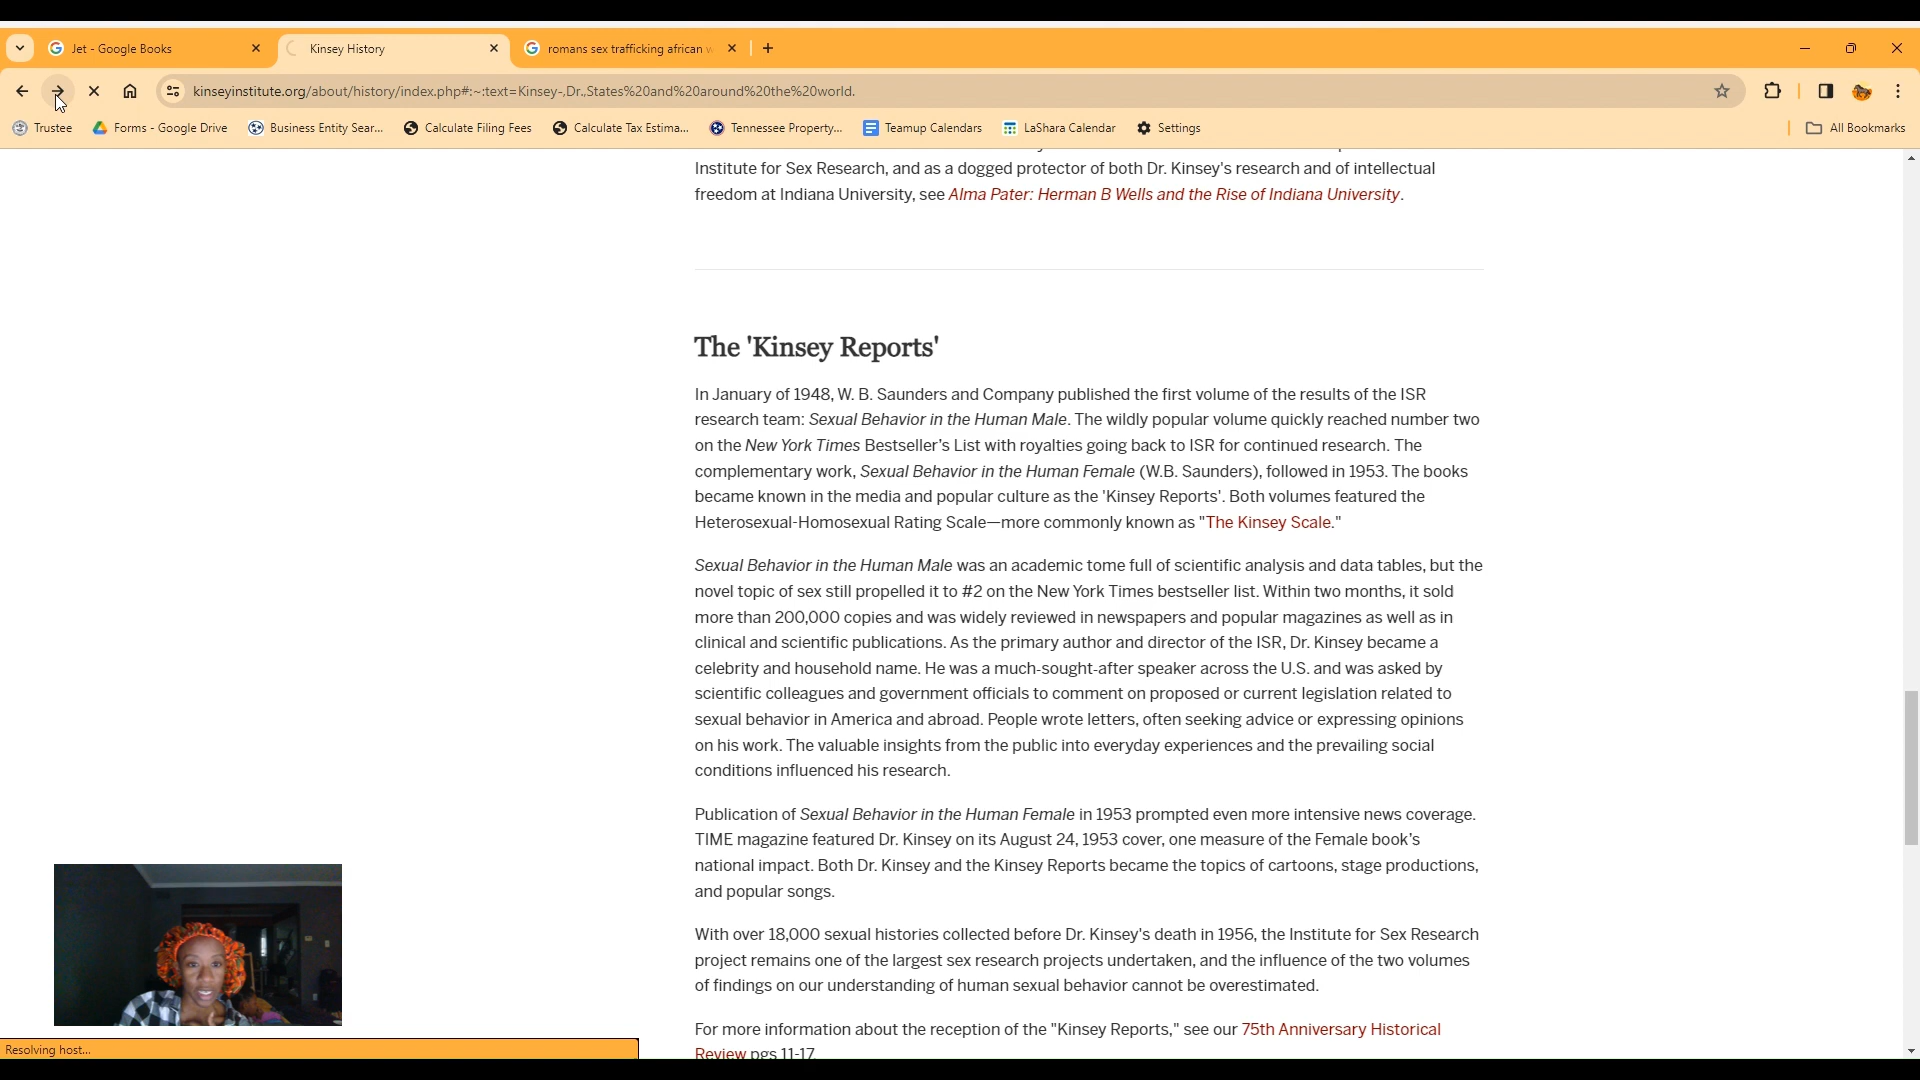 Jet - Google Books
Kinsey History
romans sex trafficking african
kinseyinstitute.org/about/history/index.php#:~:text=Kinsey-,Dr.,States%20and%20around%20the%20world.
Trustee
Forms - Google Drive
Business Entity Sear...
Calculate Filing Fees
Calculate Tax Estima...
Tennessee Property...
Teamup Calendars
LaShara Calendar
Settings
All Bookmarks
Institute for Sex Research, and as a dogged protector of both Dr. Kinsey's research and of intellectual
freedom at Indiana University, see Alma Pater: Herman B Wells and the Rise of Indiana University.
The 'Kinsey Reports'
In January of 1948, W. B. Saunders and Company published the first volume of the results of the ISR
research team: Sexual Behavior in the Human Male. The wildly popular volume quickly reached number two
on the New York Times Bestseller's List with royalties going back to ISR for continued research. The
complementary work, Sexual Behavior in the Human Female (W.B. Saunders), followed in 1953. The books
became known in the media and popular culture as the 'Kinsey Reports'. Both volumes featured the
Heterosexual-Homosexual Rating Scale—more commonly known as "The Kinsey Scale."
Sexual Behavior in the Human Male was an academic tome full of scientific analysis and data tables, but the
novel topic of sex still propelled it to #2 on the New York Times bestseller list. Within two months, it sold
more than 200,000 copies and was widely reviewed in newspapers and popular magazines as well as in
clinical and scientific publications. As the primary author and director of the ISR, Dr. Kinsey became a
celebrity and household name. He was a much-sought-after speaker across the U.S. and was asked by
scientific colleagues and government officials to comment on proposed or current legislation related to
sexual behavior in America and abroad. People wrote letters, often seeking advice or expressing opinions
on his work. The valuable insights from the public into everyday experiences and the prevailing social
conditions influenced his research.
Publication of Sexual Behavior in the Human Female in 1953 prompted even more intensive news coverage.
TIME magazine featured Dr. Kinsey on its August 24, 1953 cover, one measure of the Female book's
national impact. Both Dr. Kinsey and the Kinsey Reports became the topics of cartoons, stage productions,
and popular songs.
With over 18,000 sexual histories collected before Dr. Kinsey's death in 1956, the Institute for Sex Research
project remains one of the largest sex research projects undertaken, and the influence of the two volumes
of findings on our understanding of human sexual behavior cannot be overestimated.
For more information about the reception of the "Kinsey Reports," see our 75th Anniversary Historical
Review pgs 11-17.
Resolving host...